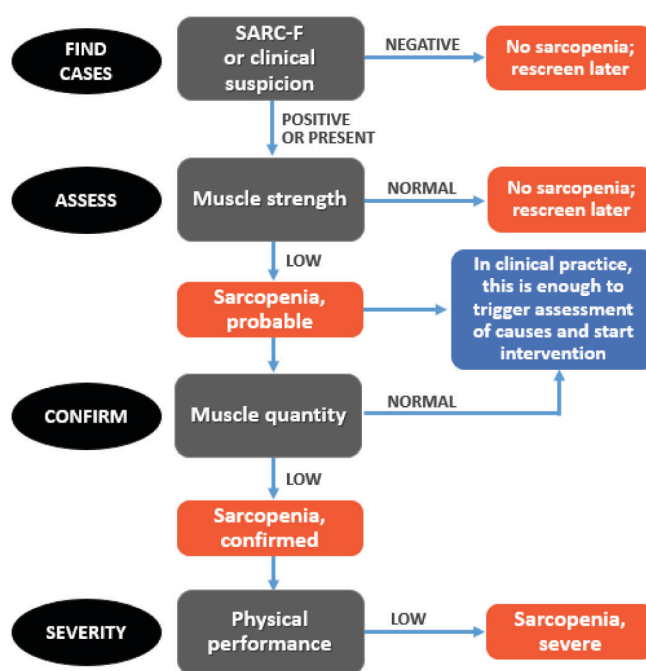 FIND
CASES
SARC-F
or clinical
suspicion
NEGATIVE
No sarcopenia;
rescreen later
POSITIVE
OR PRESENT
ASSESS
Muscle strength
NORMAL
No sarcopenia;
rescreen later
LOW
Sarcopenia,
probable
In clinical practice,
this is enough to
trigger assessment
of causes and start
intervention
CONFIRM
Muscle quantity
NORMAL
LOW
Sarcopenia,
confirmed
SEVERITY
Physical
performance
LOW
Sarcopenia,
severe